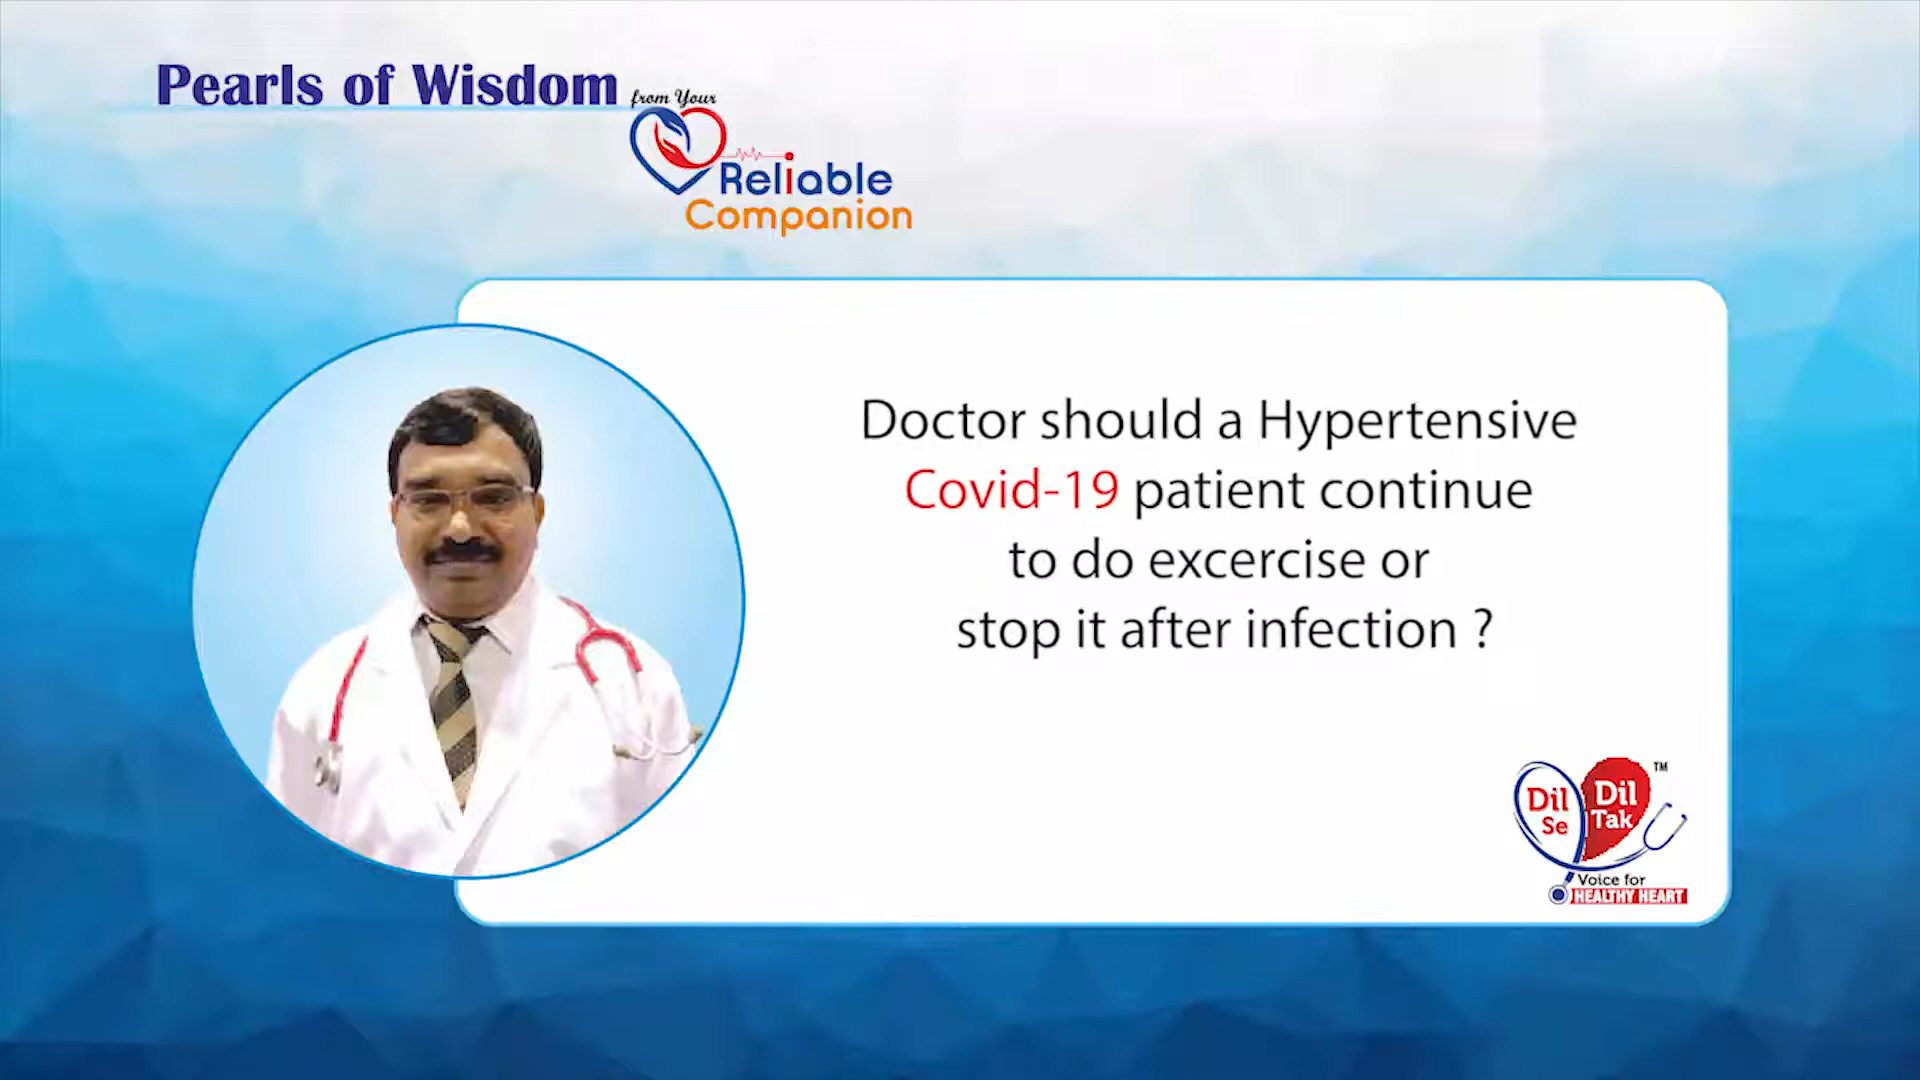 Pearls of Wisdom from Your
Reliable
Companion
Doctor should a Hypertensive
Covid-19 patient continue
to do excercise or
stop it after infection ?
Dil Se
Dil Tak
TM
Voice for
HEALTHY HEART